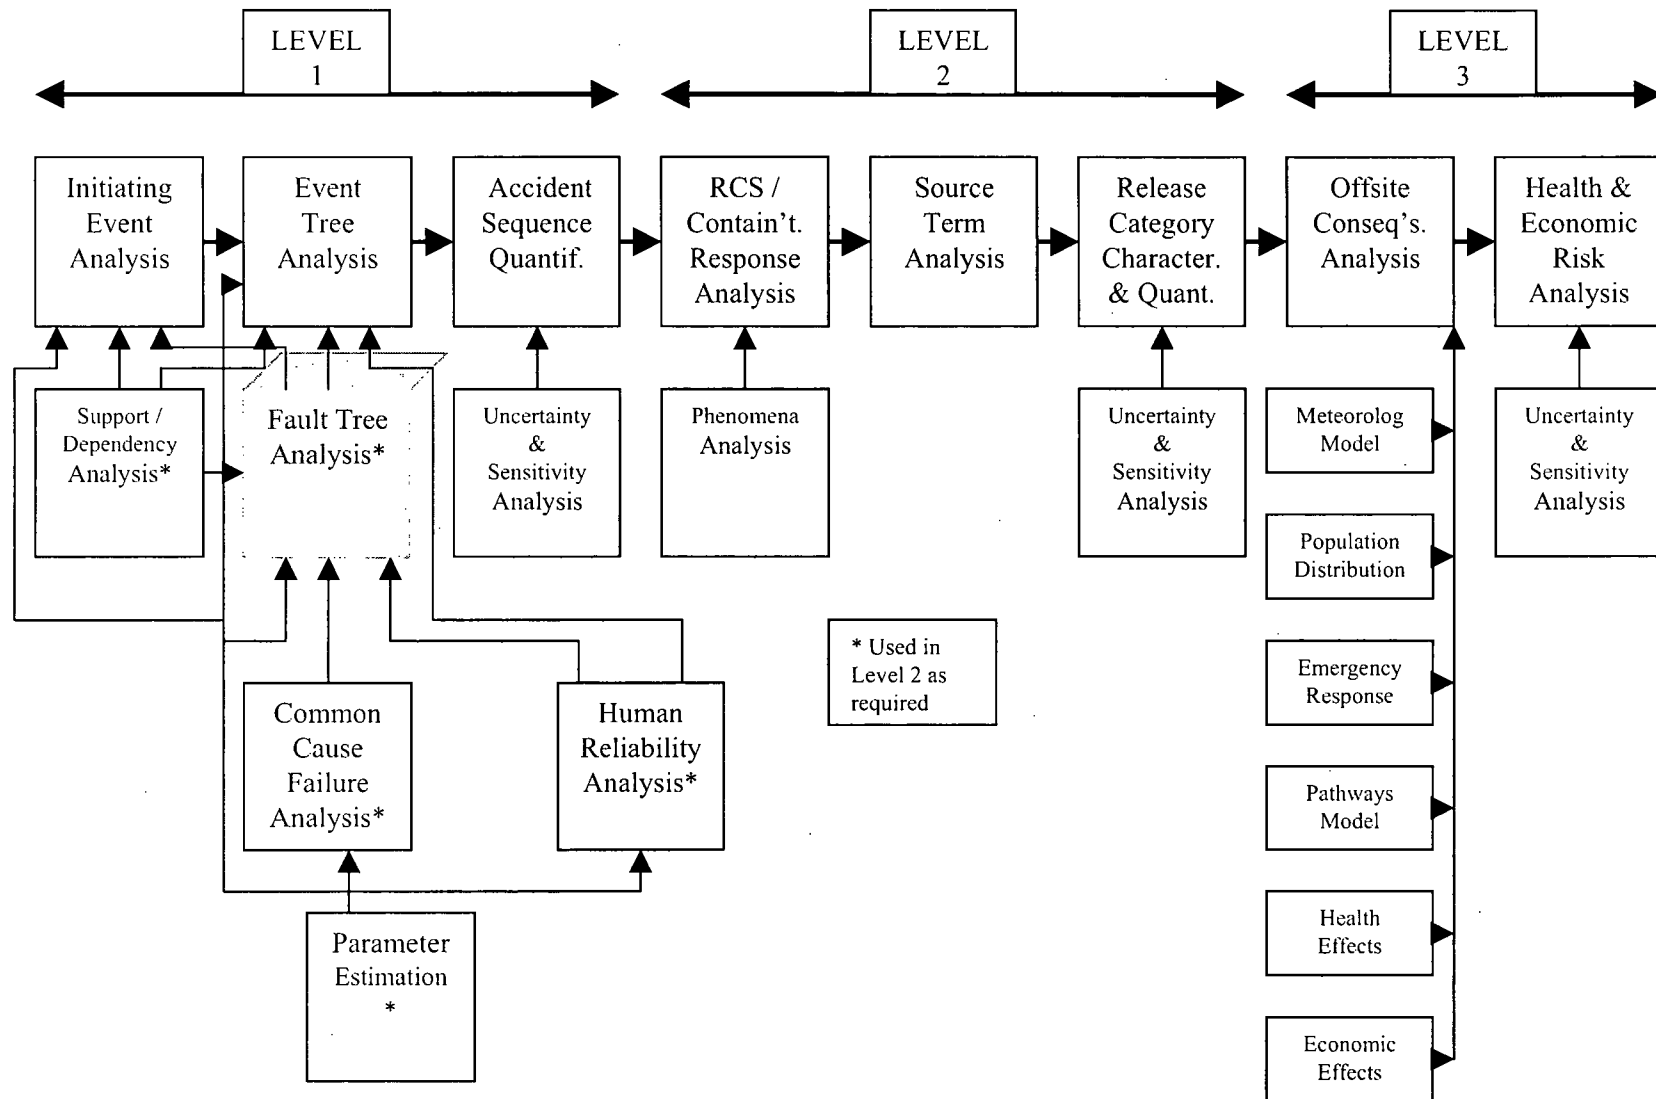 LEVEL
1
LEVEL
2
LEVEL
3
Initiating
Event
Analysis
Event
Tree
Analysis
Accident
Sequence
Quantif.
RCS /
Contain't.
Response
Analysis
Source
Term
Analysis
Release
Category
Character.
& Quant.
Offsite
Conseq's.
Analysis
Health &
Economic
Risk
Analysis
Support /
Dependency
Analysis*
Fault Tree
Analysis*
Uncertainty
&
Sensitivity
Analysis
Phenomena
Analysis
Uncertainty
&
Sensitivity
Analysis
Meteorolog
Model
Uncertainty
&
Sensitivity
Analysis
Population
Distribution
* Used in
Level 2 as
required
Emergency
Response
Common
Cause
Failure
Analysis*
Human
Reliability
Analysis*
Pathways
Model
Health
Effects
Parameter
Estimation
*
Economic
Effects